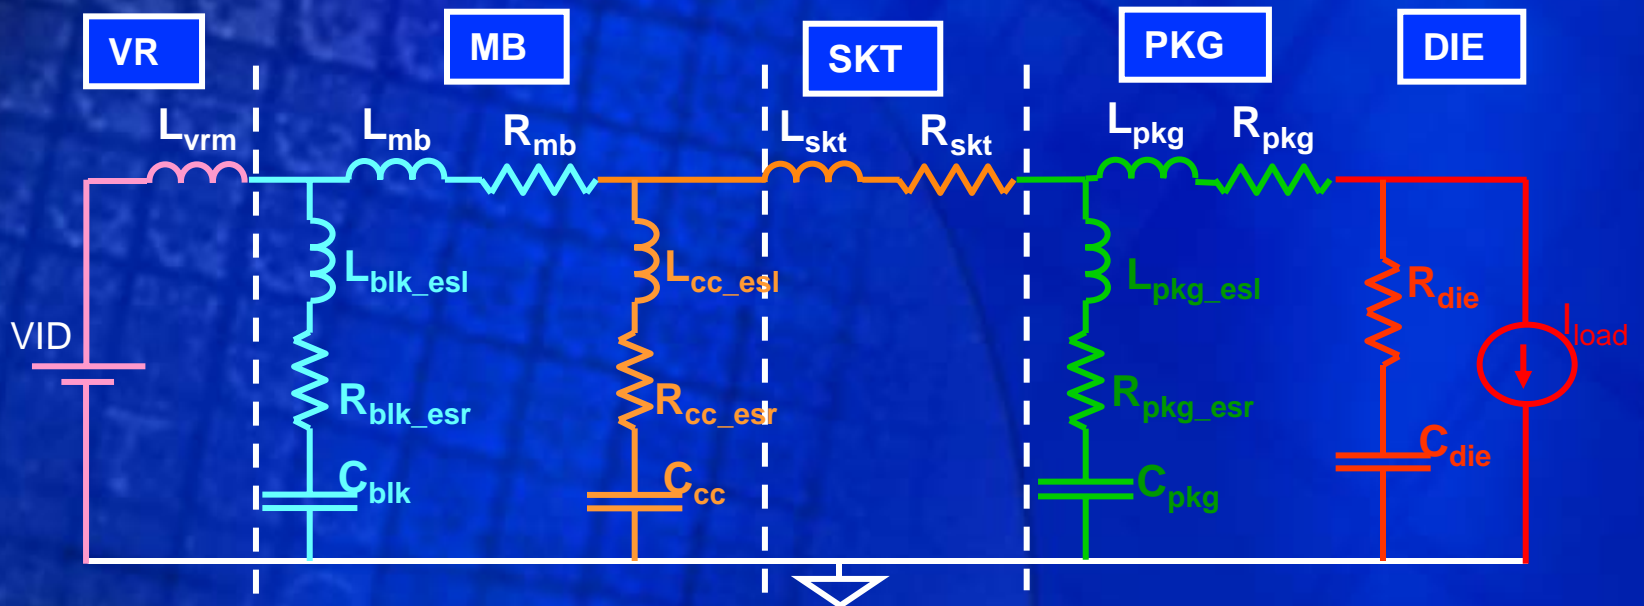 VR
MB
SKT
PKG
DIE
Lvrm
Lmb
Rmb
Lskt
Rskt
Lpkg
Rpkg
Lblk_esl
Lcc_esl
Lpkg_esl
Rdie
VID
Iload
Rblk_esr
Rcc_esr
Rpkg_esr
Cblk
Ccc
Cpkg
Cdie